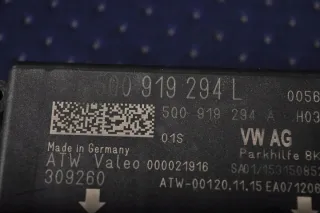 5Q0 919 294 L
0056
5Q0 919 294 A H03
01S VW AG
Parkhilfe 8K
Made in Germany
ATW Valeo 000021916
309260
ATW-00120.11.15 EA071206